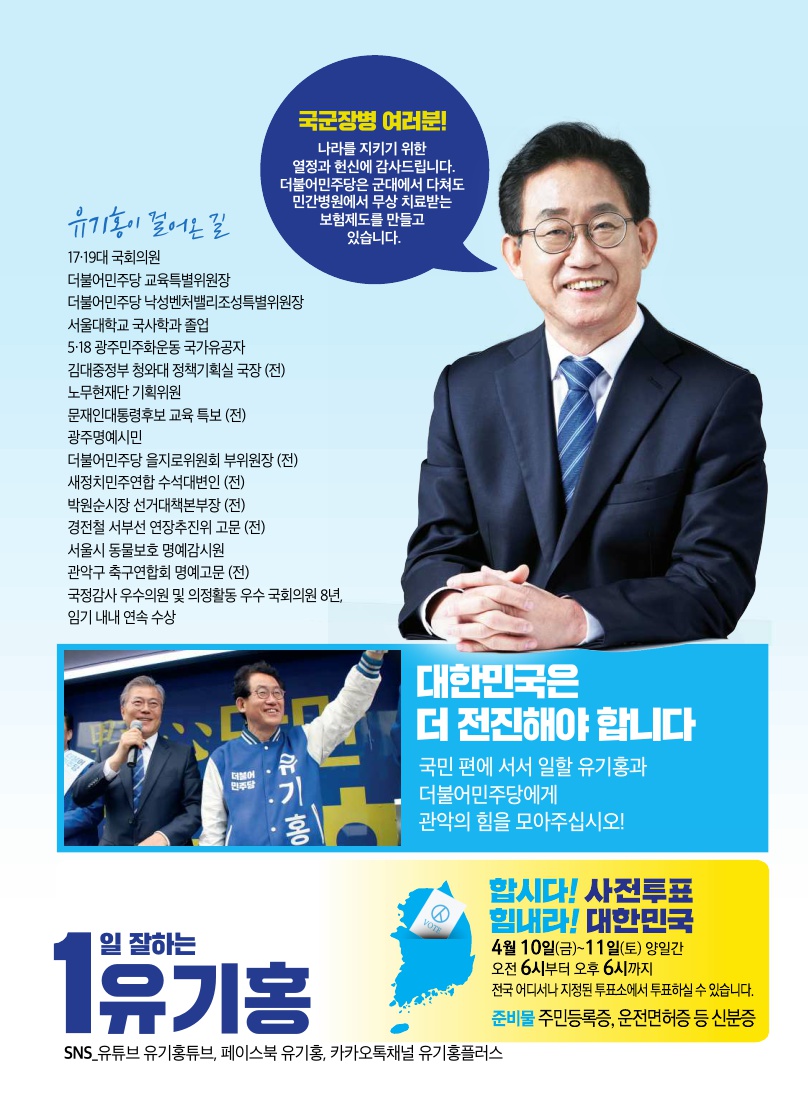 국군장병 여러분!
나라를 지키기 위한
열정과 헌신에 감사드립니다.
더불어민주당은 군대에서 다쳐도
민간병원에서 무상 치료받는
보험제도를 만들고
있습니다.
유기홍이 걸어온 길
17·19대 국회의원
더불어민주당 교육특별위원장
더불어민주당 낙성벤처밸리조성특별위원장
서울대학교 국사학과 졸업
5·18 광주민주화운동 국가유공자
김대중정부 청와대 정책기획실 국장 (전)
노무현재단 기획위원
문재인대통령후보 교육 특보 (전)
광주명예시민
더불어민주당 을지로위원회 부위원장 (전)
새정치민주연합 수석대변인 (전)
박원순시장 선거대책본부장 (전)
경전철 서부선 연장추진위 고문 (전)
서울시 동물보호 명예감시원
관악구 축구연합회 명예고문 (전)
국정감사 우수의원 및 의정활동 우수 국회의원 8년,
임기 내내 연속 수상
더불어
민주당
유기홍
대한민국은
더 전진해야 합니다
국민 편에 서서 일할 유기홍과
더불어민주당에게
관악의 힘을 모아주십시오!
VOTE
합시다! 사전투표
힘내라! 대한민국
4월 10일(금)~11일(토) 양일간
오전 6시부터 오후 6시까지
전국 어디서나 지정된 투표소에서 투표하실 수 있습니다.
준비물 주민등록증, 운전면허증 등 신분증
1 일 잘하는
유기홍
SNS_유튜브 유기홍튜브, 페이스북 유기홍, 카카오톡채널 유기홍플러스